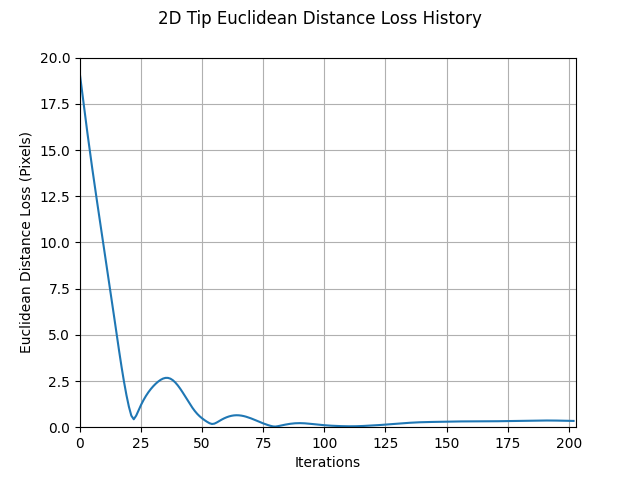 2D Tip Euclidean Distance Loss History
20.0
17.5
15.0
12.5
10.0
7.5
5.0
2.5
0.0
Euclidean Distance Loss (Pixels)
0 25 50 75 100 125 150 175 200
Iterations